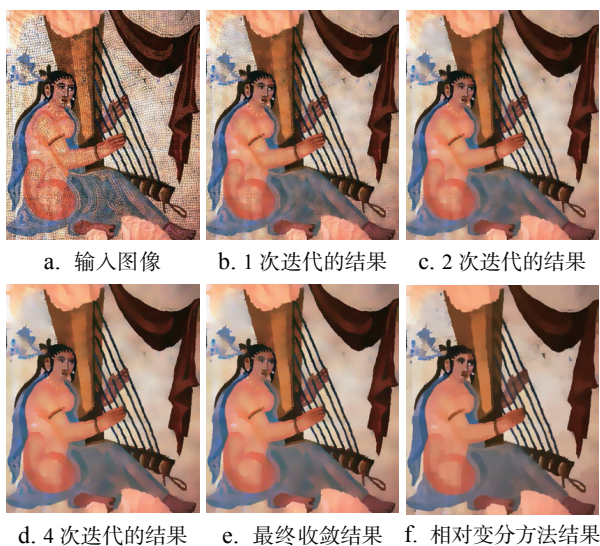 a. 输入图像
b. 1 次迭代的结果
c. 2 次迭代的结果
d. 4 次迭代的结果
e. 最终收敛结果
f. 相对变分方法结果